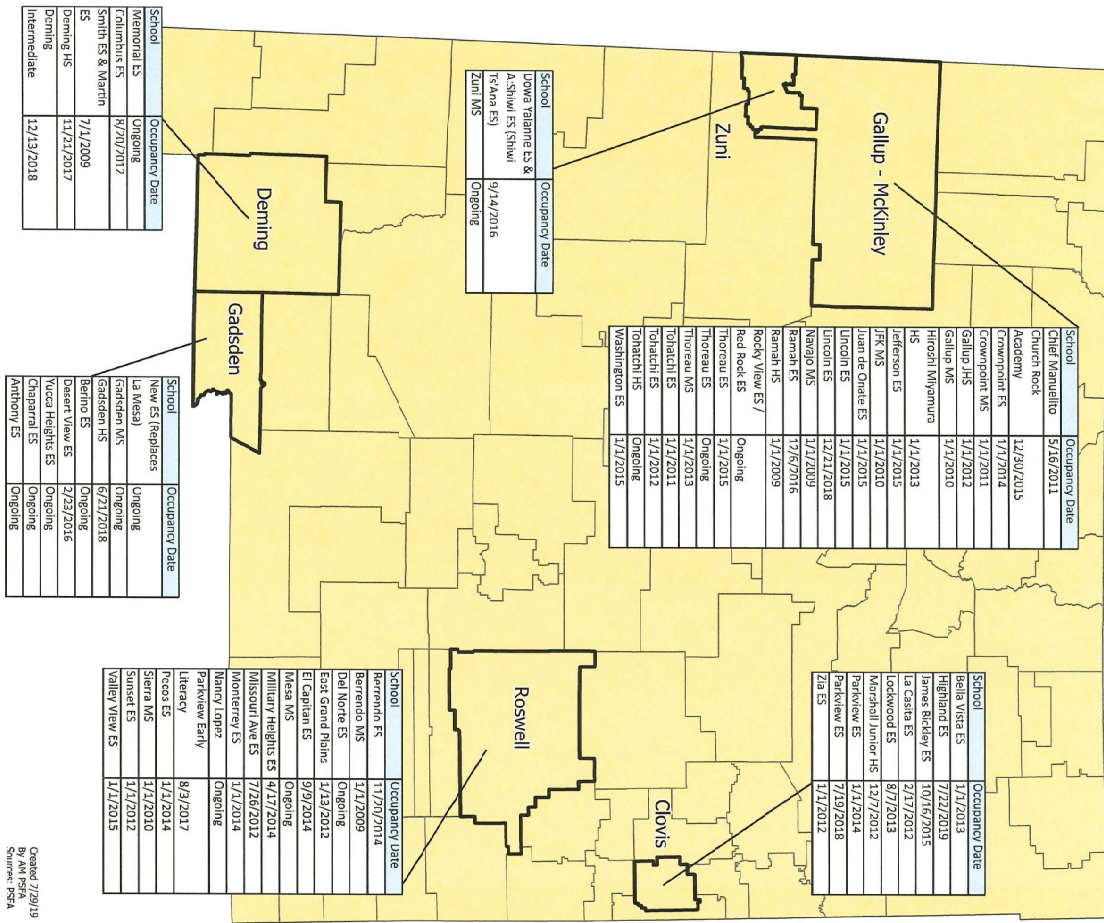 Gallup - McKinley
School Occupancy Date
Chief Manuelito 5/16/2011
Church Rock
Academy 12/30/2015
Crownpoint ES 1/1/2014
Crownpoint MS 1/1/2011
Gallup JHS 1/1/2012
Gallup MS 1/1/2010
Hiroshi Miyamura
HS 1/1/2013
Jefferson ES 1/1/2015
JFK MS 1/1/2010
Juan de Onate ES 1/1/2015
Lincoln ES 1/1/2015
Lincoln ES 12/21/2018
Navajo MS 1/1/2009
Ramah ES 12/6/2016
Ramah HS 1/1/2009
Rocky View ES /
Red Rock ES Ongoing
Thoreau ES 1/1/2015
Thoreau ES Ongoing
Thoreau MS 1/1/2013
Tohatchi ES 1/1/2011
Tohatchi ES 1/1/2012
Tohatchi HS Ongoing
Washington ES 1/1/2015
Zuni
School Occupancy Date
Dowa Yalanne ES &
A:Shiwi ES (Shiwi
Ts'Ana ES) 9/14/2016
Zuni MS Ongoing
School Occupancy Date
Bella Vista ES 1/1/2013
Highland ES 7/22/2019
James Bickley ES 10/16/2015
La Casita ES 2/17/2012
Lockwood ES 8/7/2013
Marshall Junior HS 12/7/2012
Parkview ES 1/1/2014
Parkview ES 7/19/2018
Zia ES 1/1/2012
Clovis
Roswell
School Occupancy Date
Berrendo ES 11/20/2014
Berrendo MS 1/1/2009
Del Norte ES Ongoing
East Grand Plains 1/13/2012
El Capitan ES 9/9/2014
Mesa MS Ongoing
Military Heights ES 4/17/2014
Missouri Ave ES 7/26/2012
Monterrey ES 1/1/2014
Nancy Lopez Ongoing
Parkview Early
Literacy 8/3/2017
Pecos ES 1/1/2014
Sierra MS 1/1/2010
Sunset ES 1/1/2012
Valley View ES 1/1/2015
Deming
School Occupancy Date
Memorial ES Ongoing
Columbus ES 8/20/2012
Smith ES & Martin
ES 7/1/2009
Deming HS 11/21/2017
Deming
Intermediate 12/13/2018
Gadsden
School Occupancy Date
New ES (Replaces
La Mesa) Ongoing
Gadsden MS Ongoing
Gadsden HS 6/21/2018
Berino ES Ongoing
Desert View ES 2/23/2016
Yucca Heights ES Ongoing
Chaparral ES Ongoing
Anthony ES Ongoing
Created 7/29/19
By AM PSFA
Sources: PSFA